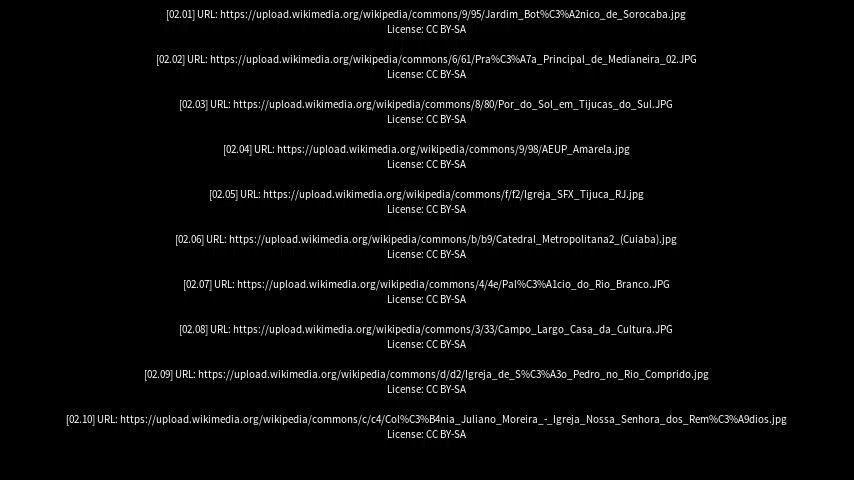 [02.01] URL: https://upload.wikimedia.org/wikipedia/commons/9/95/Jardim_Bot%C3%A2nico_de_Sorocaba.jpg
License: CC BY-SA
[02.02] URL: https://upload.wikimedia.org/wikipedia/commons/6/61/Pra%C3%A7a_Principal_de_Medianeira_02.JPG
License: CC BY-SA
[02.03] URL: https://upload.wikimedia.org/wikipedia/commons/8/80/Por_do_Sol_em_Tijucas_do_Sul.JPG
License: CC BY-SA
[02.04] URL: https://upload.wikimedia.org/wikipedia/commons/9/98/AEUP_Amarela.jpg
License: CC BY-SA
[02.05] URL: https://upload.wikimedia.org/wikipedia/commons/f/f2/Igreja_SFX_Tijuca_RJ.jpg
License: CC BY-SA
[02.06] URL: https://upload.wikimedia.org/wikipedia/commons/b/b9/Catedral_Metropolitana2_(Cuiaba).jpg
License: CC BY-SA
[02.07] URL: https://upload.wikimedia.org/wikipedia/commons/4/4e/Pal%C3%A1cio_do_Rio_Branco.JPG
License: CC BY-SA
[02.08] URL: https://upload.wikimedia.org/wikipedia/commons/3/33/Campo_Largo_Casa_da_Cultura.JPG
License: CC BY-SA
[02.09] URL: https://upload.wikimedia.org/wikipedia/commons/d/d2/Igreja_de_S%C3%A3o_Pedro_no_Rio_Comprido.jpg
License: CC BY-SA
[02.10] URL: https://upload.wikimedia.org/wikipedia/commons/c/c4/Col%C3%B4nia_Juliano_Moreira_-_Igreja_Nossa_Senhora_dos_Rem%C3%A9dios.jpg
License: CC BY-SA